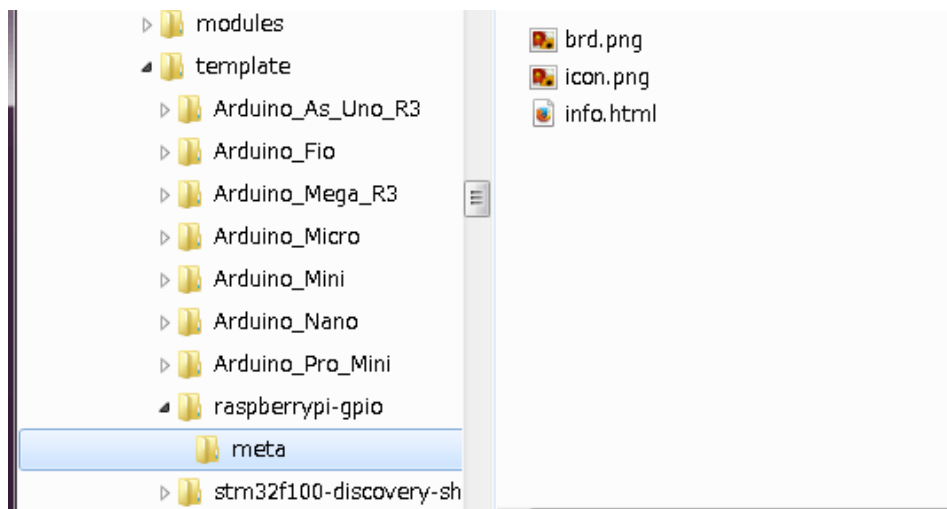 modules
template
Arduino_As_Uno_R3
Arduino_Fio
Arduino_Mega_R3
Arduino_Micro
Arduino_Mini
Arduino_Nano
Arduino_Pro_Mini
raspberrypi-gpio
meta
stm32f100-discovery-sh
brd.png
icon.png
info.html